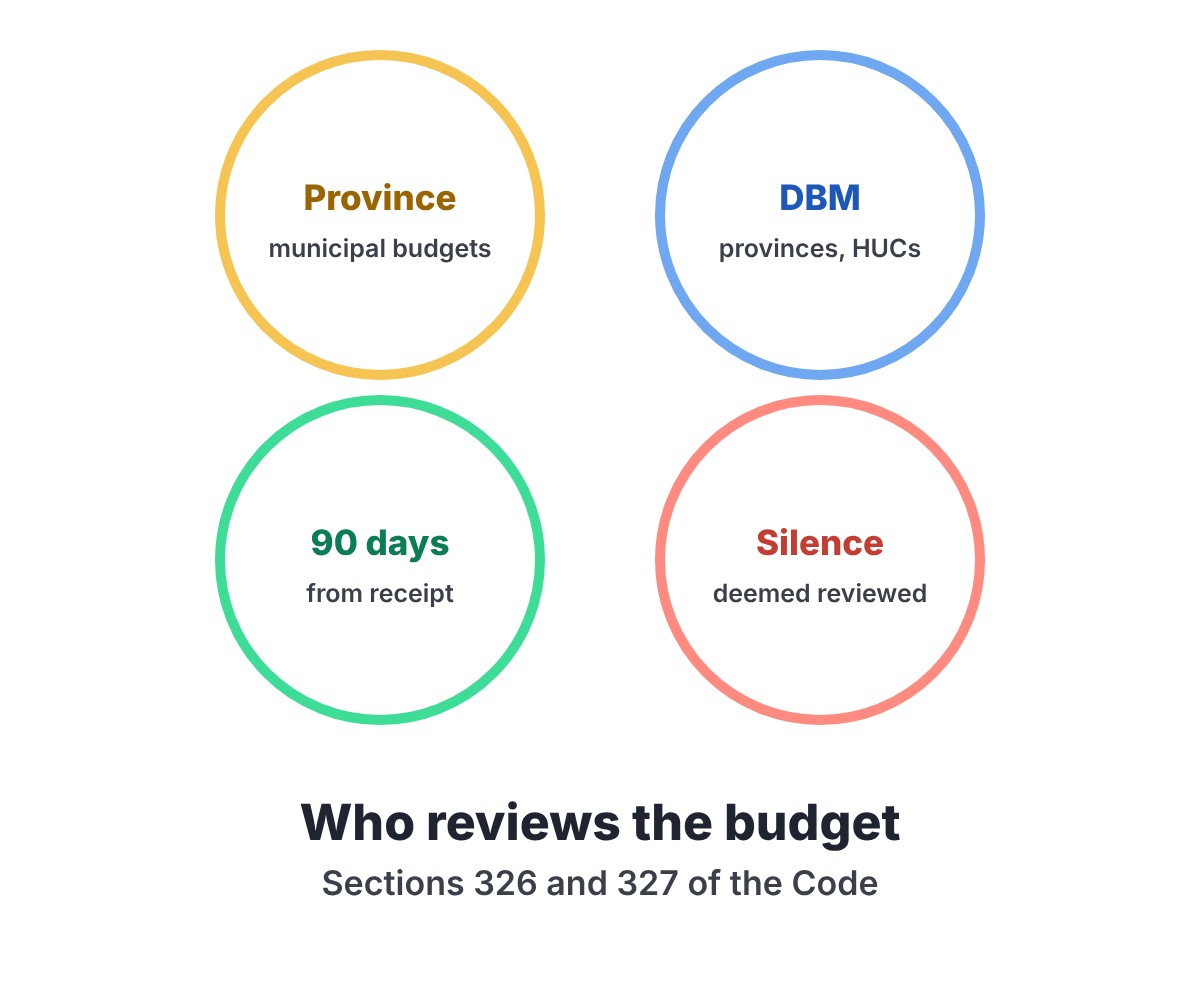 Province
municipal budgets
DBM
provinces, HUCs
90 days
from receipt
Silence
deemed reviewed
Who reviews the budget
Sections 326 and 327 of the Code